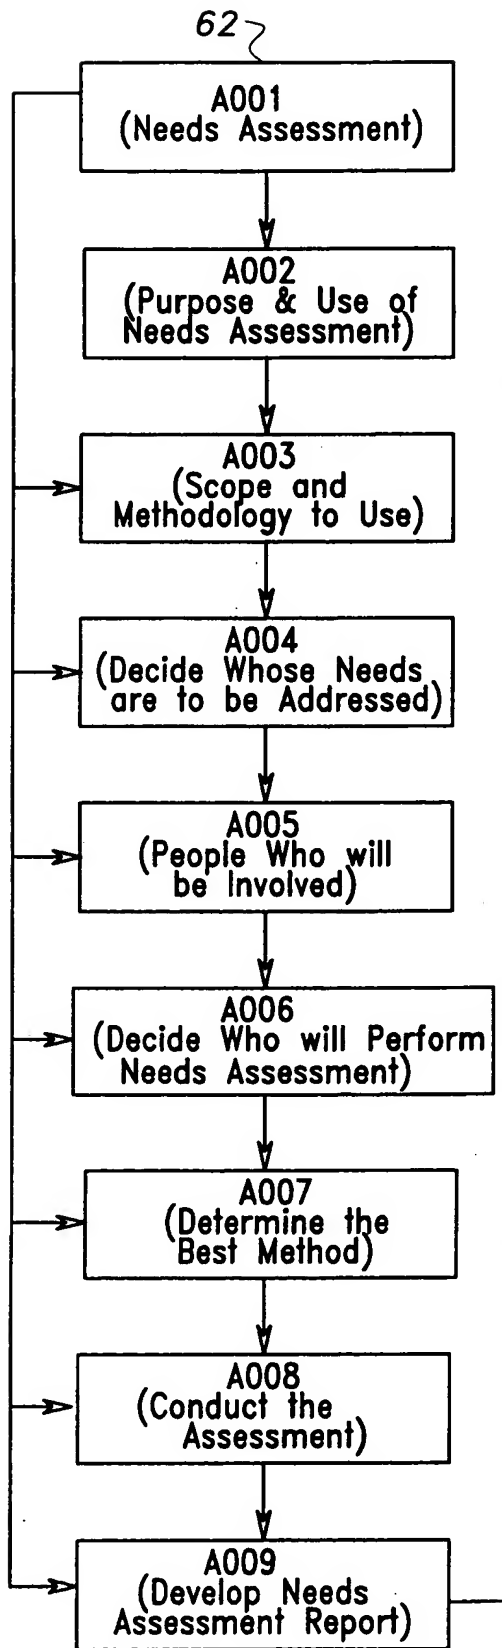 62
A001
(Needs Assessment)
A002
(Purpose & Use of
Needs Assessment)
A003
(Scope and
Methodology to Use)
A004
(Decide Whose Needs
are to be Addressed)
A005
(People Who will
be Involved)
A006
(Decide Who will Perform
Needs Assessment)
A007
(Determine the
Best Method)
A008
(Conduct the
Assessment)
A009
(Develop Needs
Assessment Report)